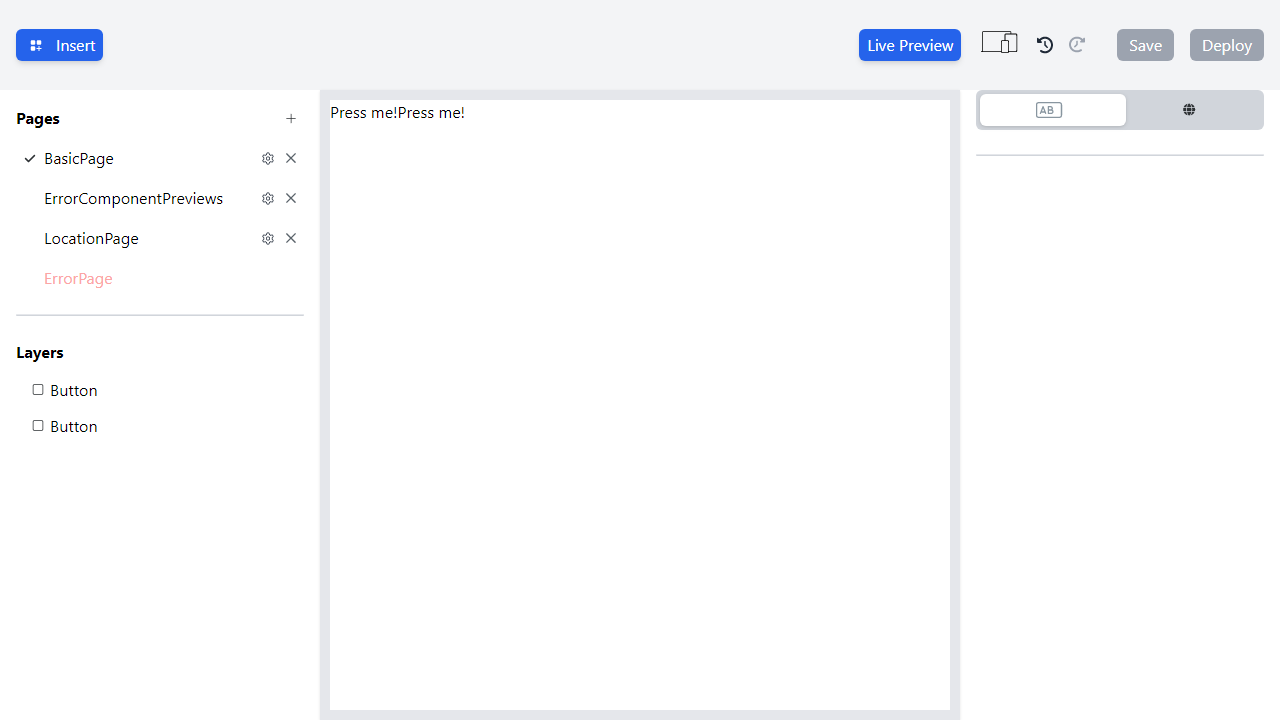 Insert
Live Preview
Save
Deploy
Pages
BasicPage
ErrorComponentPreviews
LocationPage
ErrorPage
Layers
Button
Button
Press me!Press me!
AB